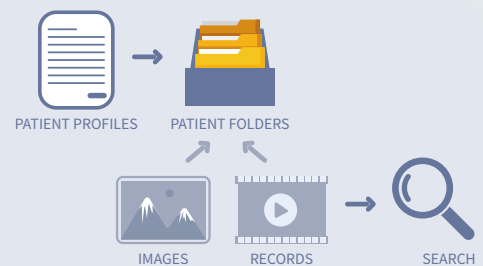 PATIENT PROFILES
PATIENT FOLDERS
IMAGES
RECORDS
SEARCH